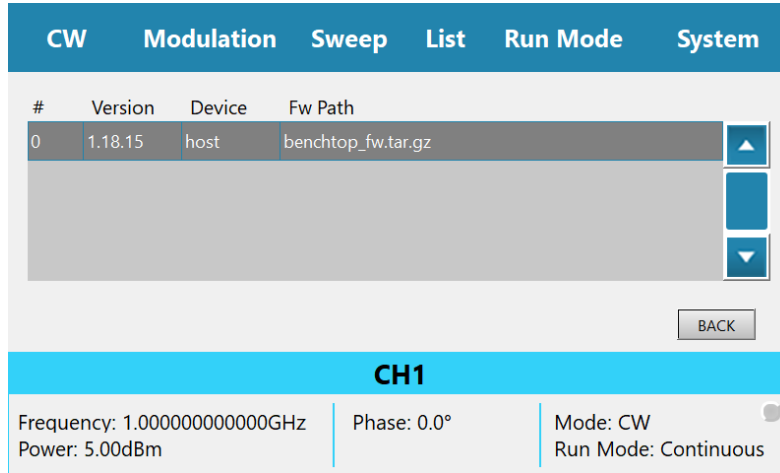 CW Modulation Sweep List Run Mode System
# Version Device Fw Path
0 1.18.15 host benchtop_fw.tar.gz
BACK
CH1
Frequency: 1.000000000000GHz Phase: 0.0° Mode: CW
Power: 5.00dBm Run Mode: Continuous